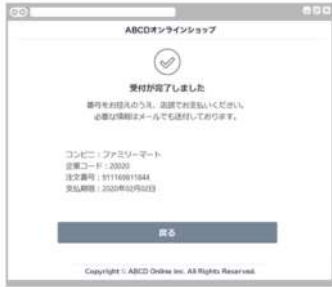 ABCDオンラインショップ
受付が完了しました
番号をお控えのうえ、店頭でお支払いください。
必要な情報はメールでも送付しております。
コンビニ：ファミリーマート
企業コード：20020
注文番号：911169811844
支払期限：2020年02月02日
戻る
Copyright © ABCD Online Inc. All Rights Reserved.